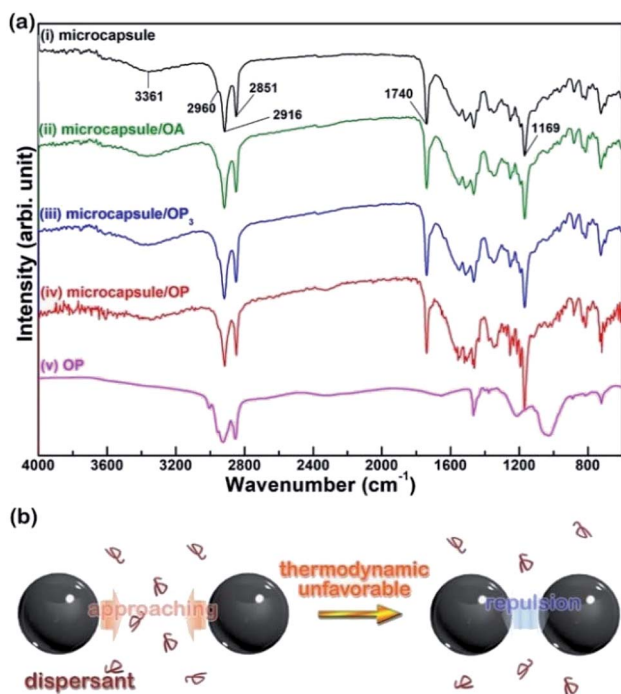 (a)
(i) microcapsule
3361
2960
2851
2916
1740
1169
(ii) microcapsule/OA
(iii) microcapsule/OP₃
(iv) microcapsule/OP
(v) OP
Intensity (arbi. unit)
4000 3600 3200 2800 2400 2000 1600 1200 800
Wavenumber (cm⁻¹)
(b)
approaching
thermodynamic
unfavorable
repulsion
dispersant